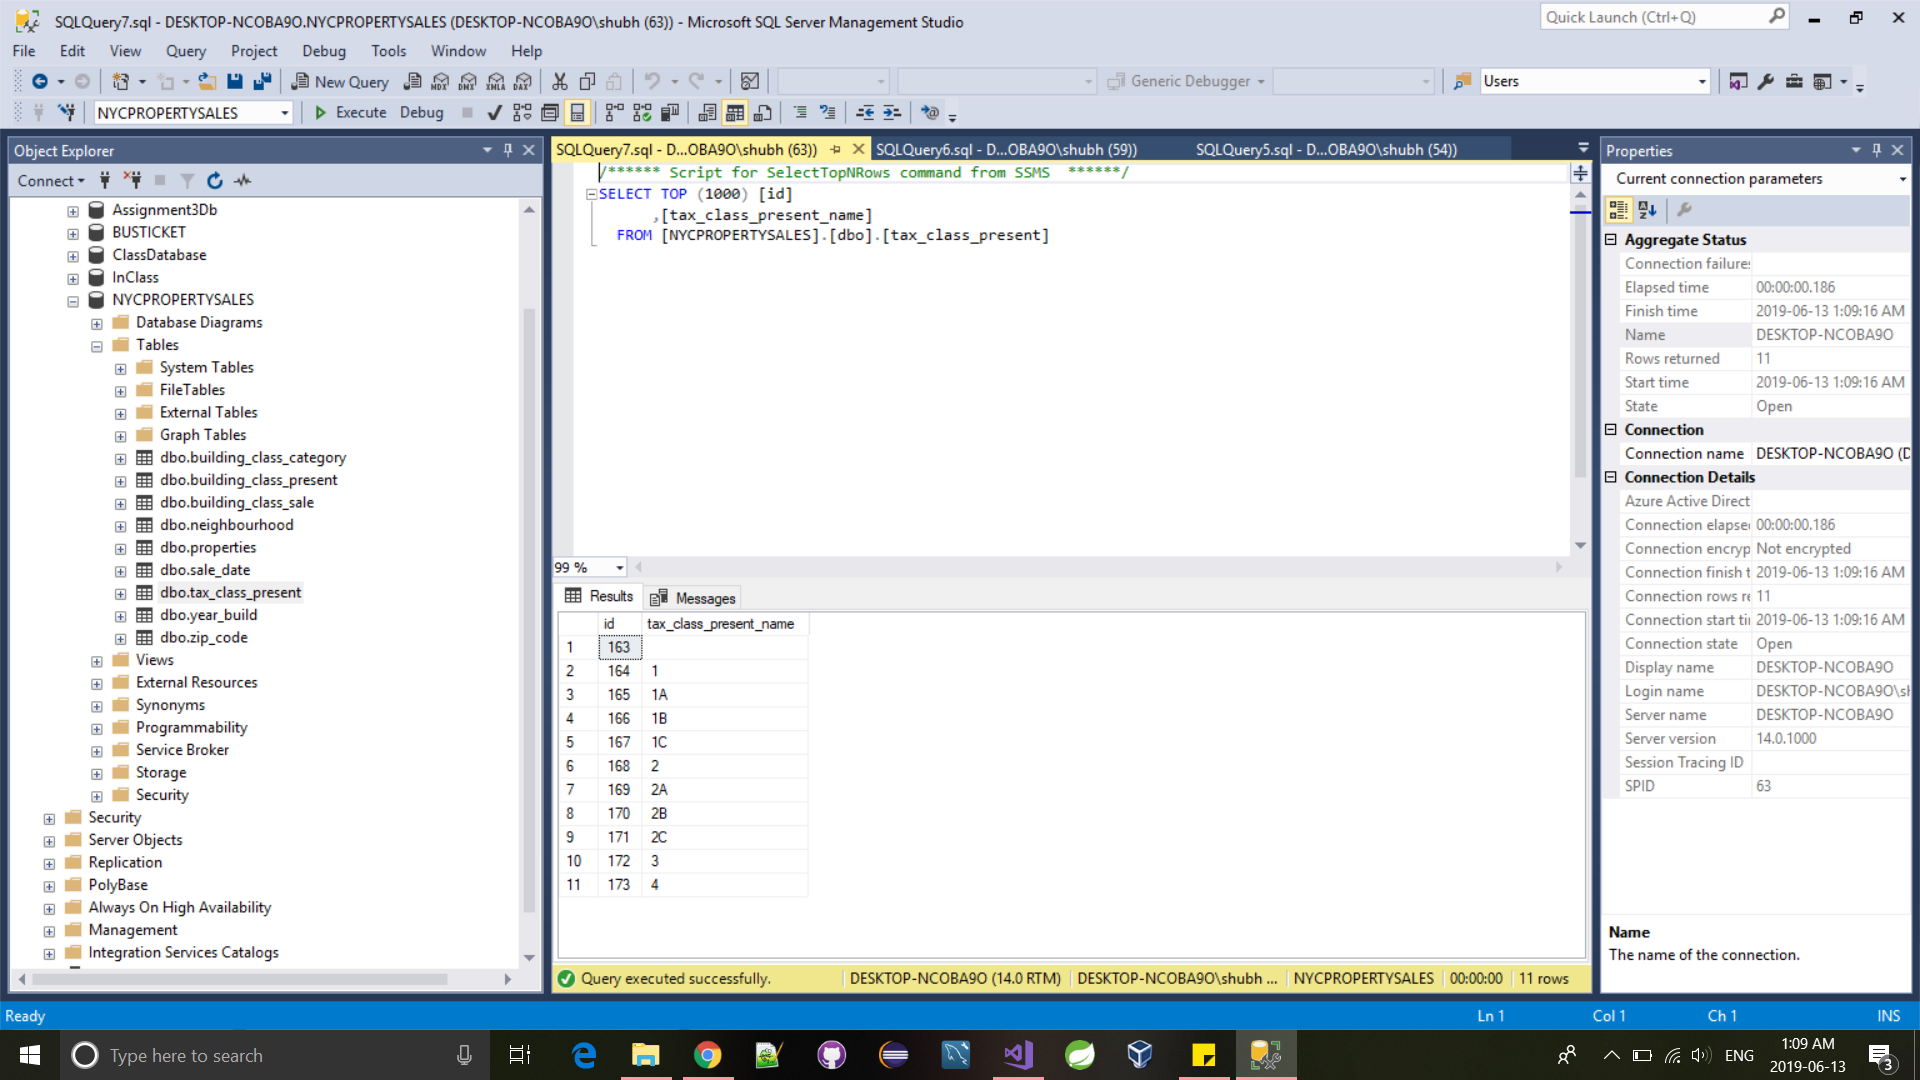 SQLQuery7.sql - DESKTOP-NCOBA9O.NYCPROPERTYSALES (DESKTOP-NCOBA9O\shubh (63)) - Microsoft SQL Server Management Studio
Quick Launch (Ctrl+Q)
File Edit View Query Project Debug Tools Window Help
New Query MDX DMX XMLA DAX Generic Debugger Users
NYCPROPERTYSALES Execute Debug
Object Explorer
Connect
Assignment3Db
BUSTICKET
ClassDatabase
InClass
NYCPROPERTYSALES
Database Diagrams
Tables
System Tables
FileTables
External Tables
Graph Tables
dbo.building_class_category
dbo.building_class_present
dbo.building_class_sale
dbo.neighbourhood
dbo.properties
dbo.sale_date
dbo.tax_class_present
dbo.year_build
dbo.zip_code
Views
External Resources
Synonyms
Programmability
Service Broker
Storage
Security
Security
Server Objects
Replication
PolyBase
Always On High Availability
Management
Integration Services Catalogs
SQLQuery7.sql - D...OBA9O\shubh (63)) SQLQuery6.sql - D...OBA9O\shubh (59)) SQLQuery5.sql - D...OBA9O\shubh (54))
/****** Script for SelectTopNRows command from SSMS  ******/
SELECT TOP (1000) [id]
,[tax_class_present_name]
FROM [NYCPROPERTYSALES].[dbo].[tax_class_present]
99 %
Results Messages
id tax_class_present_name
1 163
2 164 1
3 165 1A
4 166 1B
5 167 1C
6 168 2
7 169 2A
8 170 2B
9 171 2C
10 172 3
11 173 4
Query executed successfully. DESKTOP-NCOBA9O (14.0 RTM) DESKTOP-NCOBA9O\shubh ... NYCPROPERTYSALES 00:00:00 11 rows
Properties
Current connection parameters
Aggregate Status
Connection failures
Elapsed time 00:00:00.186
Finish time 2019-06-13 1:09:16 AM
Name DESKTOP-NCOBA9O
Rows returned 11
Start time 2019-06-13 1:09:16 AM
State Open
Connection
Connection name DESKTOP-NCOBA9O (D
Connection Details
Azure Active Direct
Connection elapse 00:00:00.186
Connection encryp Not encrypted
Connection finish t 2019-06-13 1:09:16 AM
Connection rows re 11
Connection start ti 2019-06-13 1:09:16 AM
Connection state Open
Display name DESKTOP-NCOBA9O
Login name DESKTOP-NCOBA9O\sh
Server name DESKTOP-NCOBA9O
Server version 14.0.1000
Session Tracing ID
SPID 63
Name
The name of the connection.
Ready Ln 1 Col 1 Ch 1 INS
Type here to search
ENG
1:09 AM
2019-06-13
3